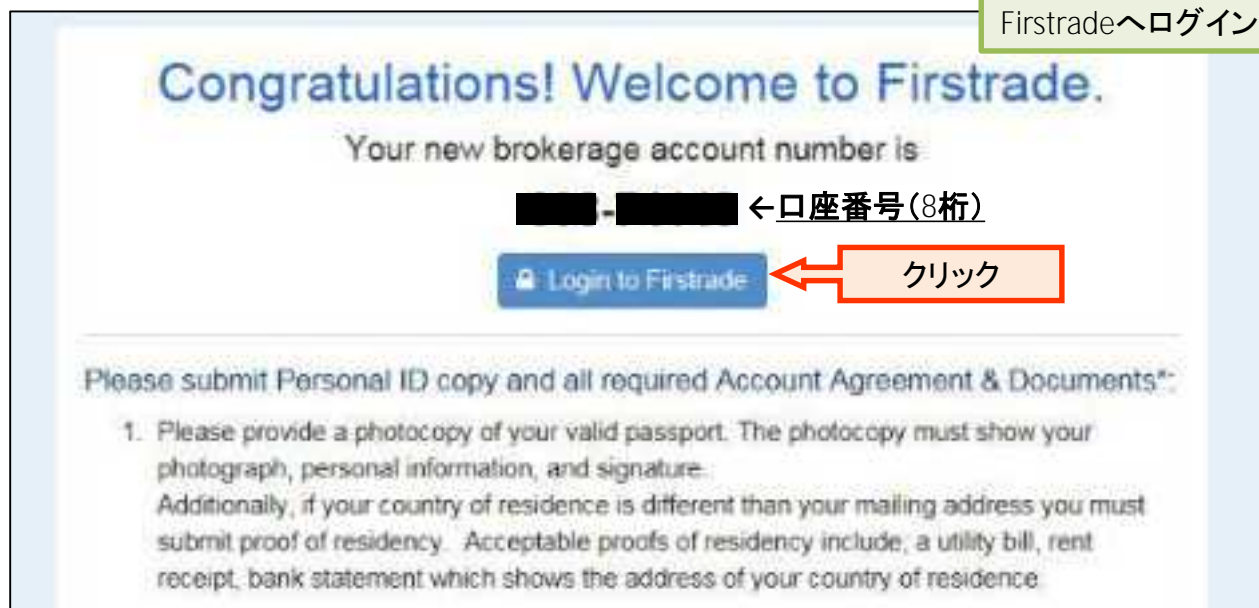 Firstradeへログイン
Congratulations! Welcome to Firstrade.
Your new brokerage account number is
- ←口座番号(8桁)
Login to Firstrade クリック
Please submit Personal ID copy and all required Account Agreement & Documents*:
1. Please provide a photocopy of your valid passport. The photocopy must show your
photograph, personal information, and signature.
Additionally, if your country of residence is different than your mailing address you must
submit proof of residency. Acceptable proofs of residency include, a utility bill, rent
receipt, bank statement which shows the address of your country of residence.